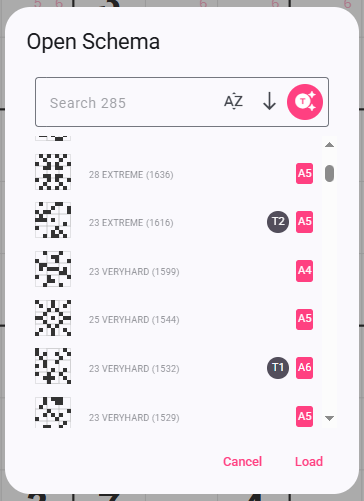 Open Schema
Search 285 AZ T
28 EXTREME (1636) A5
23 EXTREME (1616) T2 A5
23 VERYHARD (1599) A4
25 VERYHARD (1544) A5
23 VERYHARD (1532) T1 A6
23 VERYHARD (1529) A5
Cancel Load